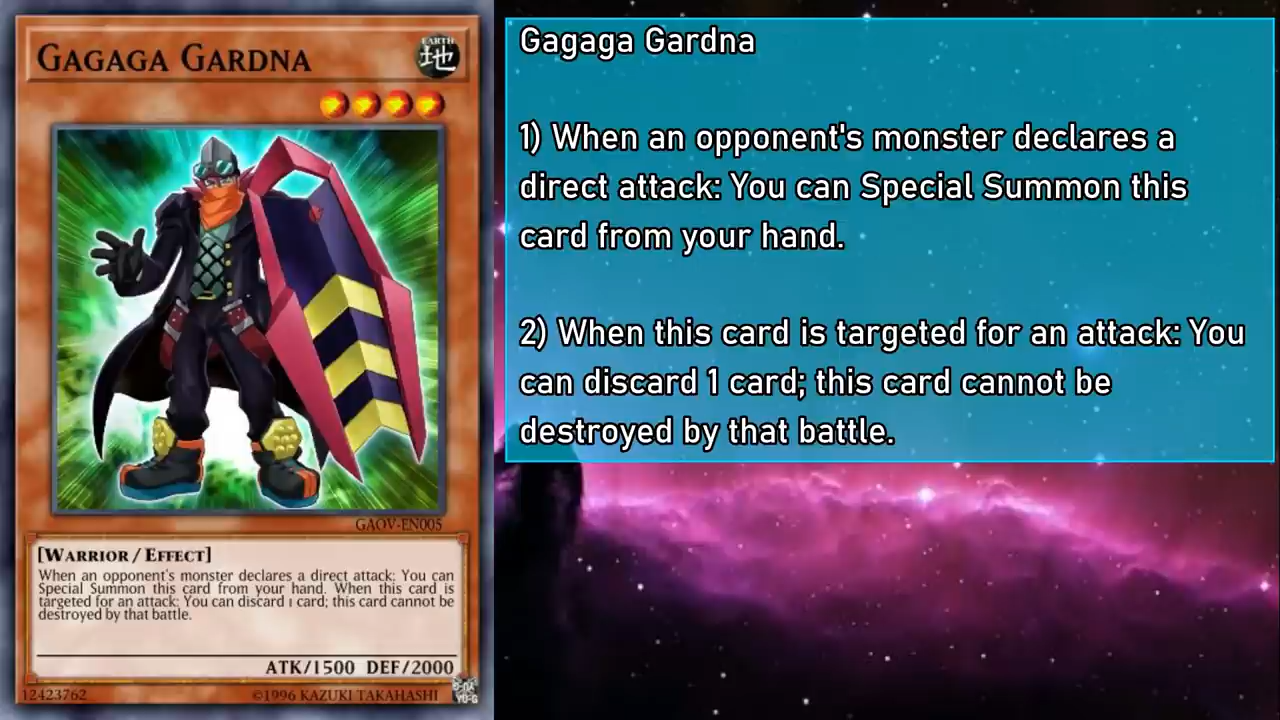 GAGAGA GARDNA
EARTH
地
GAOV-EN005
[WARRIOR / EFFECT]
When an opponent's monster declares a direct attack: You can
Special Summon this card from your hand. When this card is
targeted for an attack: You can discard 1 card; this card cannot be
destroyed by that battle.
ATK/1500 DEF/2000
12423762
©1996 KAZUKI TAKAHASHI
Gagaga Gardna
1) When an opponent's monster declares a
direct attack: You can Special Summon this
card from your hand.
2) When this card is targeted for an attack: You
can discard 1 card; this card cannot be
destroyed by that battle.